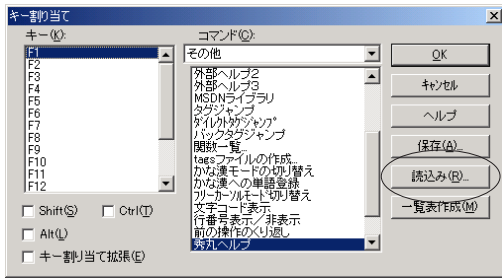 キー割り当て
キー(K):
F1
F2
F3
F4
F5
F6
F7
F8
F9
F10
F11
F12
Shift(S)
Ctrl(T)
Alt(L)
キー割り当て拡張(E)
コマンド(C):
その他
外部ヘルプ2
外部ヘルプ3
MSDNライブラリ
タグジャンプ
ダイレクトタグジャンプ
バックタグジャンプ
関数一覧...
tagsファイルの作成...
かな漢モードの切り替え
かな漢への単語登録
フリーカーソルモード切り替え
文字コード表示
行番号表示／非表示
前の操作のくり返し
秀丸ヘルプ
OK
キャンセル
ヘルプ
保存(A)...
読込み(R)...
一覧表作成(M)